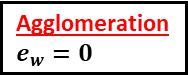 Agglomeration
e_w = 0